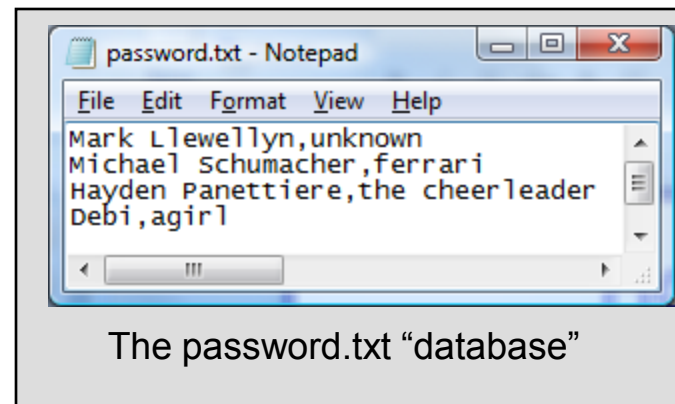 password.txt - Notepad
File Edit Format View Help
Mark Llewellyn,unknown
Michael Schumacher,ferrari
Hayden Panettiere,the cheerleader
Debi,agirl
The password.txt “database”